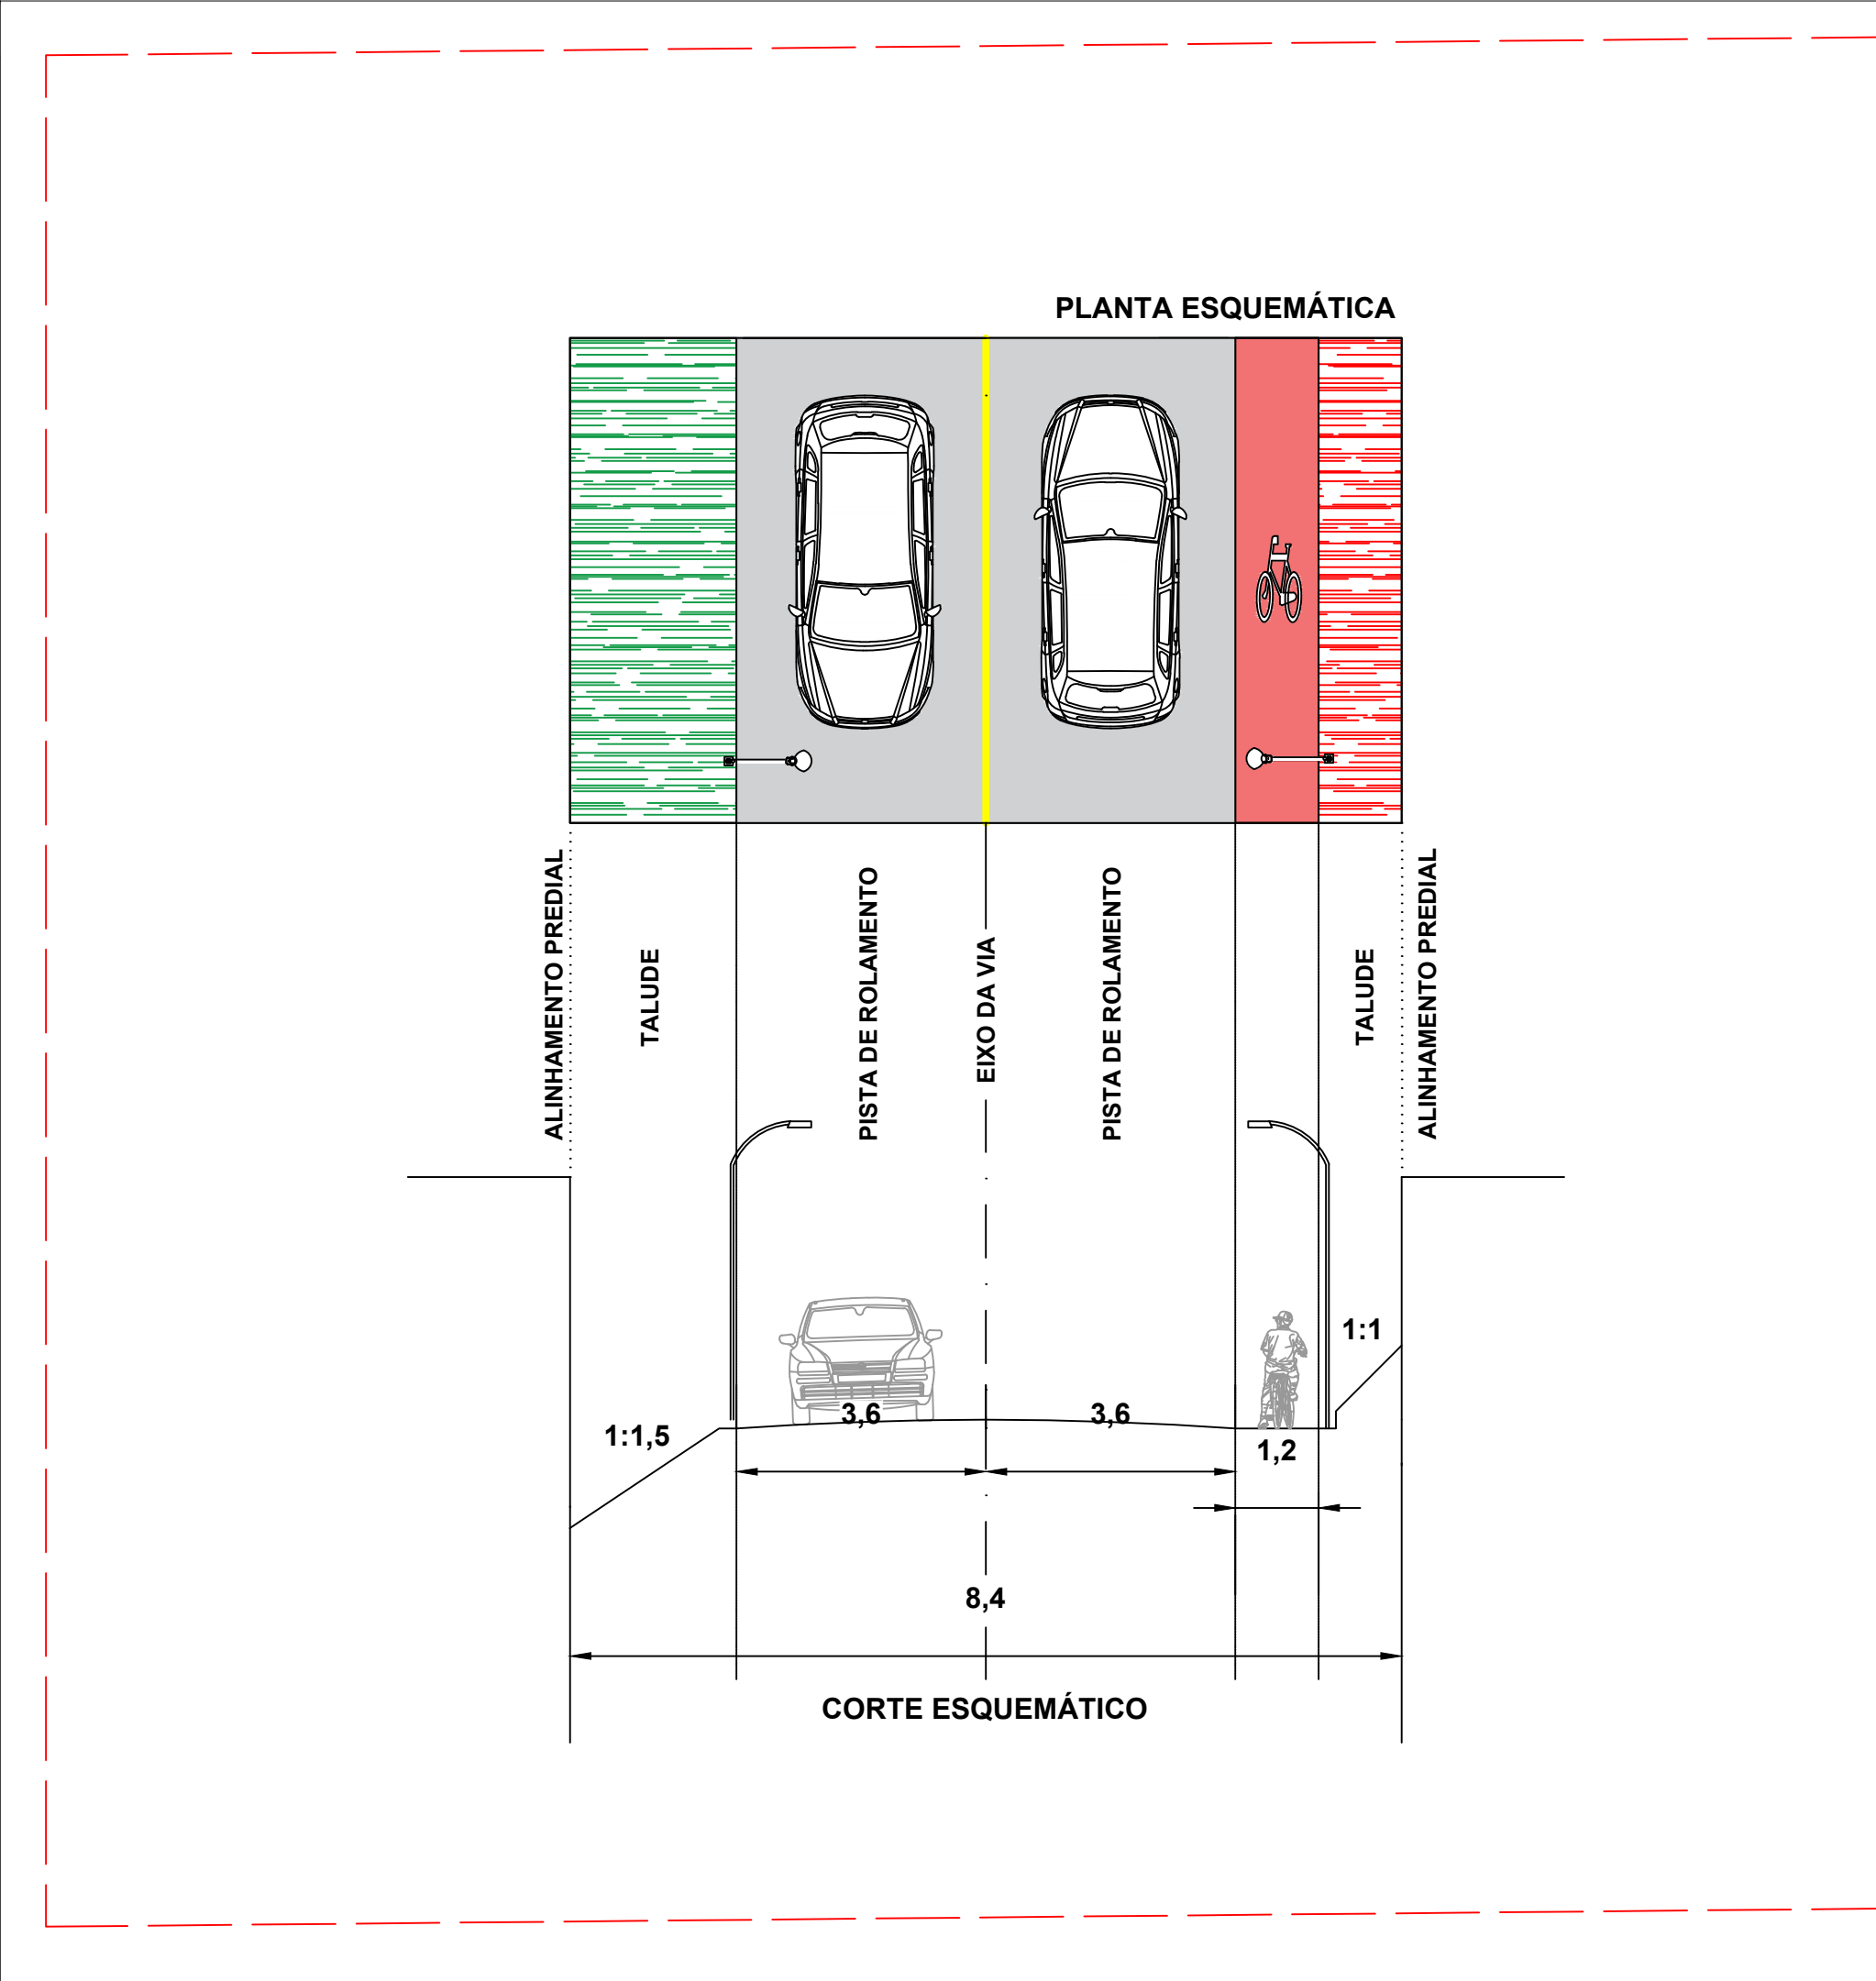 PLANTA ESQUEMÁTICA
ALINHAMENTO PREDIAL
TALUDE
PISTA DE ROLAMENTO
EIXO DA VIA
PISTA DE ROLAMENTO
TALUDE
ALINHAMENTO PREDIAL
1:1
3,6
3,6
1:1,5
1,2
8,4
CORTE ESQUEMÁTICO